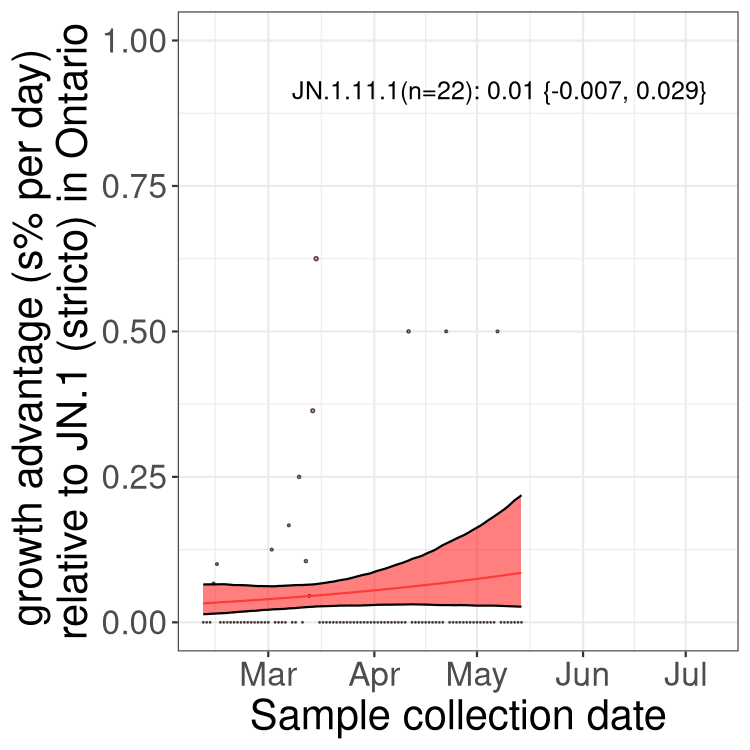 growth advantage (s% per day)
relative to JN.1 (stricto) in Ontario
1.00
0.75
0.50
0.25
0.00
JN.1.11.1(n=22): 0.01 {-0.007, 0.029}
Mar Apr May Jun Jul
Sample collection date